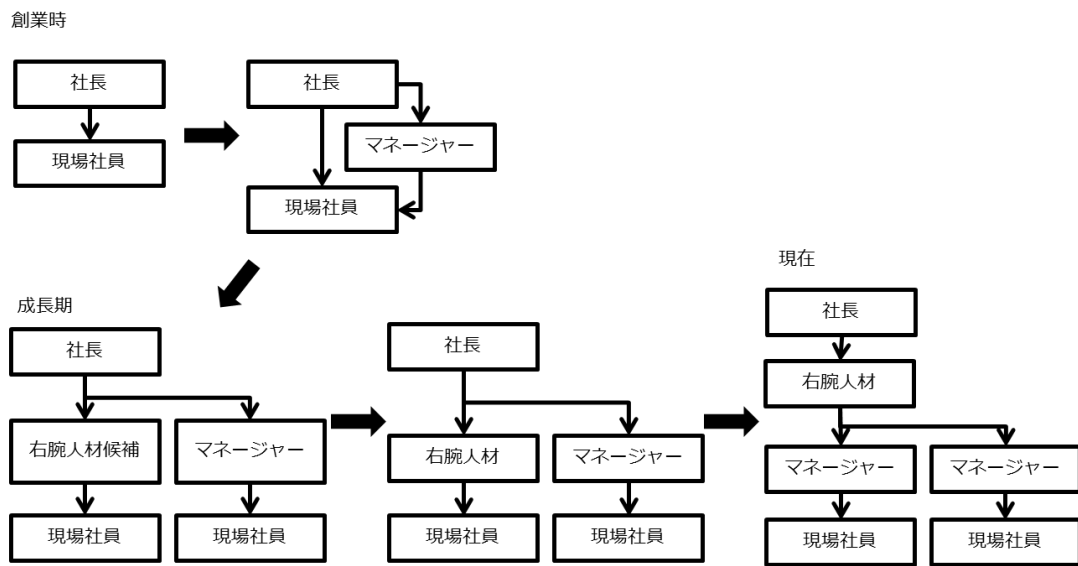 創業時
社長
現場社員
社長
マネージャー
現場社員
成長期
社長
右腕人材候補
マネージャー
現場社員
現場社員
社長
右腕人材
マネージャー
現場社員
現場社員
現在
社長
右腕人材
マネージャー
マネージャー
現場社員
現場社員